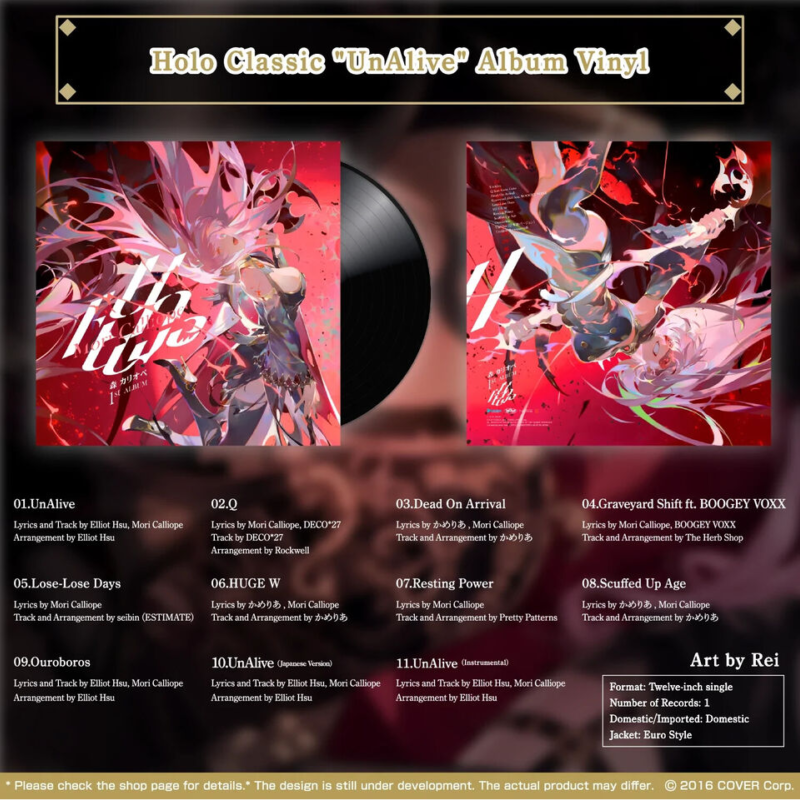 Holo Classic "UnAlive" Album Vinyl
森 カリオペ
1ST ALBUM
01.UnAlive
Lyrics and Track by Elliot Hsu, Mori Calliope
Arrangement by Elliot Hsu
02.Q
Lyrics by Mori Calliope, DECO*27
Track by DECO*27
Arrangement by Rockwell
03.Dead On Arrival
Lyrics by かめりあ , Mori Calliope
Track and Arrangement by かめりあ
04.Graveyard Shift ft. BOOGEY VOXX
Lyrics by Mori Calliope, BOOGEY VOXX
Track and Arrangement by The Herb Shop
05.Lose-Lose Days
Lyrics by Mori Calliope
Track and Arrangement by seibin (ESTIMATE)
06.HUGE W
Lyrics by かめりあ , Mori Calliope
Track and Arrangement by かめりあ
07.Resting Power
Lyrics by Mori Calliope
Track and Arrangement by Pretty Patterns
08.Scuffed Up Age
Lyrics by かめりあ , Mori Calliope
Track and Arrangement by かめりあ
09.Ouroboros
Lyrics and Track by Elliot Hsu, Mori Calliope
Arrangement by Elliot Hsu
10.UnAlive (Japanese Version)
Lyrics and Track by Elliot Hsu, Mori Calliope
Arrangement by Elliot Hsu
11.UnAlive (Instrumental)
Lyrics and Track by Elliot Hsu, Mori Calliope
Arrangement by Elliot Hsu
Art by Rei
Format: Twelve-inch single
Number of Records: 1
Domestic/Imported: Domestic
Jacket: Euro Style
* Please check the shop page for details.* The design is still under development. The actual product may differ. © 2016 COVER Corp.